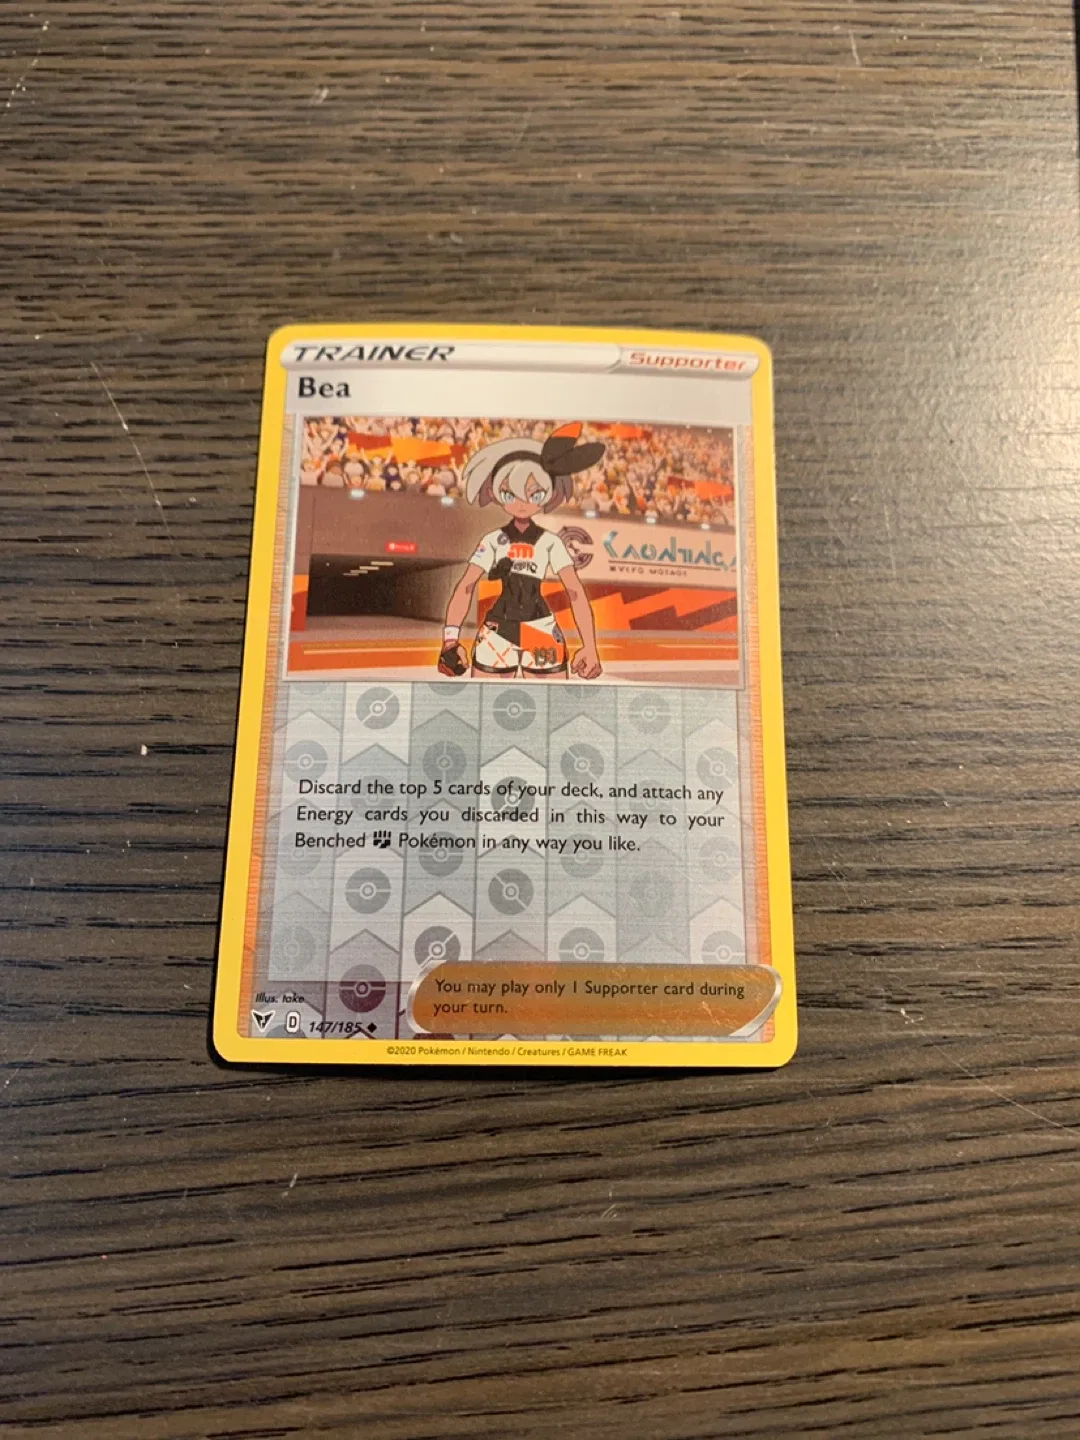 TRAINER Supporter
Bea
193
Discard the top 5 cards of your deck, and attach any
Energy cards you discarded in this way to your
Benched Pokémon in any way you like.
You may play only 1 Supporter card during
your turn.
Illus. take
D 147/185
©2020 Pokémon / Nintendo / Creatures / GAME FREAK